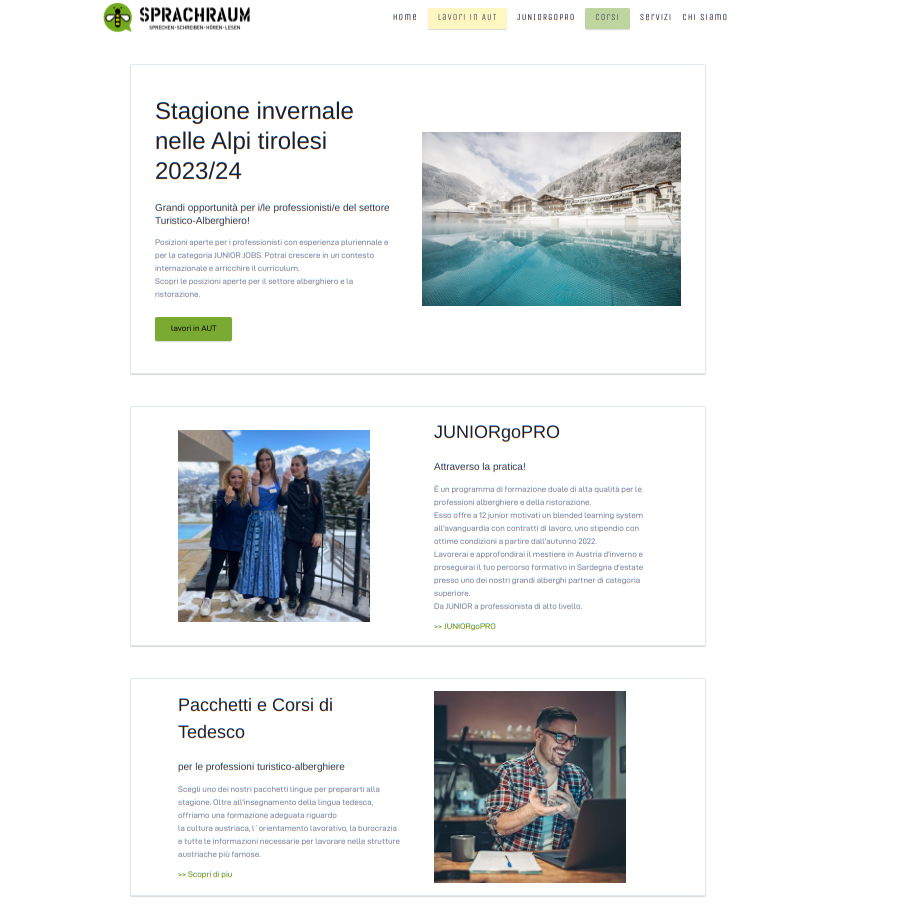 SPRACHRAUM
SPRECHEN-SCHREIBEN-HÖREN-LESEN
Home
lavori in AUT
JUNIORGOPRO
Corsi
Servizi
Chi Siamo
Stagione invernale
nelle Alpi tirolesi
2023/24
Grandi opportunità per i/le professionisti/e del settore
Turistico-Alberghiero!
Posizioni aperte per i professionisti con esperienza pluriennale e
per la categoria JUNIOR JOBS. Potrai crescere in un contesto
internazionale e arricchire il curriculum.
Scopri le posizioni aperte per il settore alberghiero e la
ristorazione.
lavori in AUT
JUNIORgoPRO
Attraverso la pratica!
È un programma di formazione duale di alta qualità per le
professioni alberghiere e della ristorazione.
Esso offre a 12 junior motivati un blended learning system
all'avanguardia con contratti di lavoro, uno stipendio con
ottime condizioni a partire dall'autunno 2022.
Lavorerai e approfondirai il mestiere in Austria d'inverno e
proseguirai il tuo percorso formativo in Sardegna d'estate
presso uno dei nostri grandi alberghi partner di categoria
superiore.
Da JUNIOR a professionista di alto livello.
>> JUNIORgoPRO
Pacchetti e Corsi di
Tedesco
per le professioni turistico-alberghiere
Scegli uno dei nostri pacchetti lingue per prepararti alla
stagione. Oltre all'insegnamento della lingua tedesca,
offriamo una formazione adeguata riguardo
la cultura austriaca, l´orientamento lavorativo, la burocrazia
e tutte le informazioni necessarie per lavorare nelle strutture
austriache più famose.
>> Scopri di piu